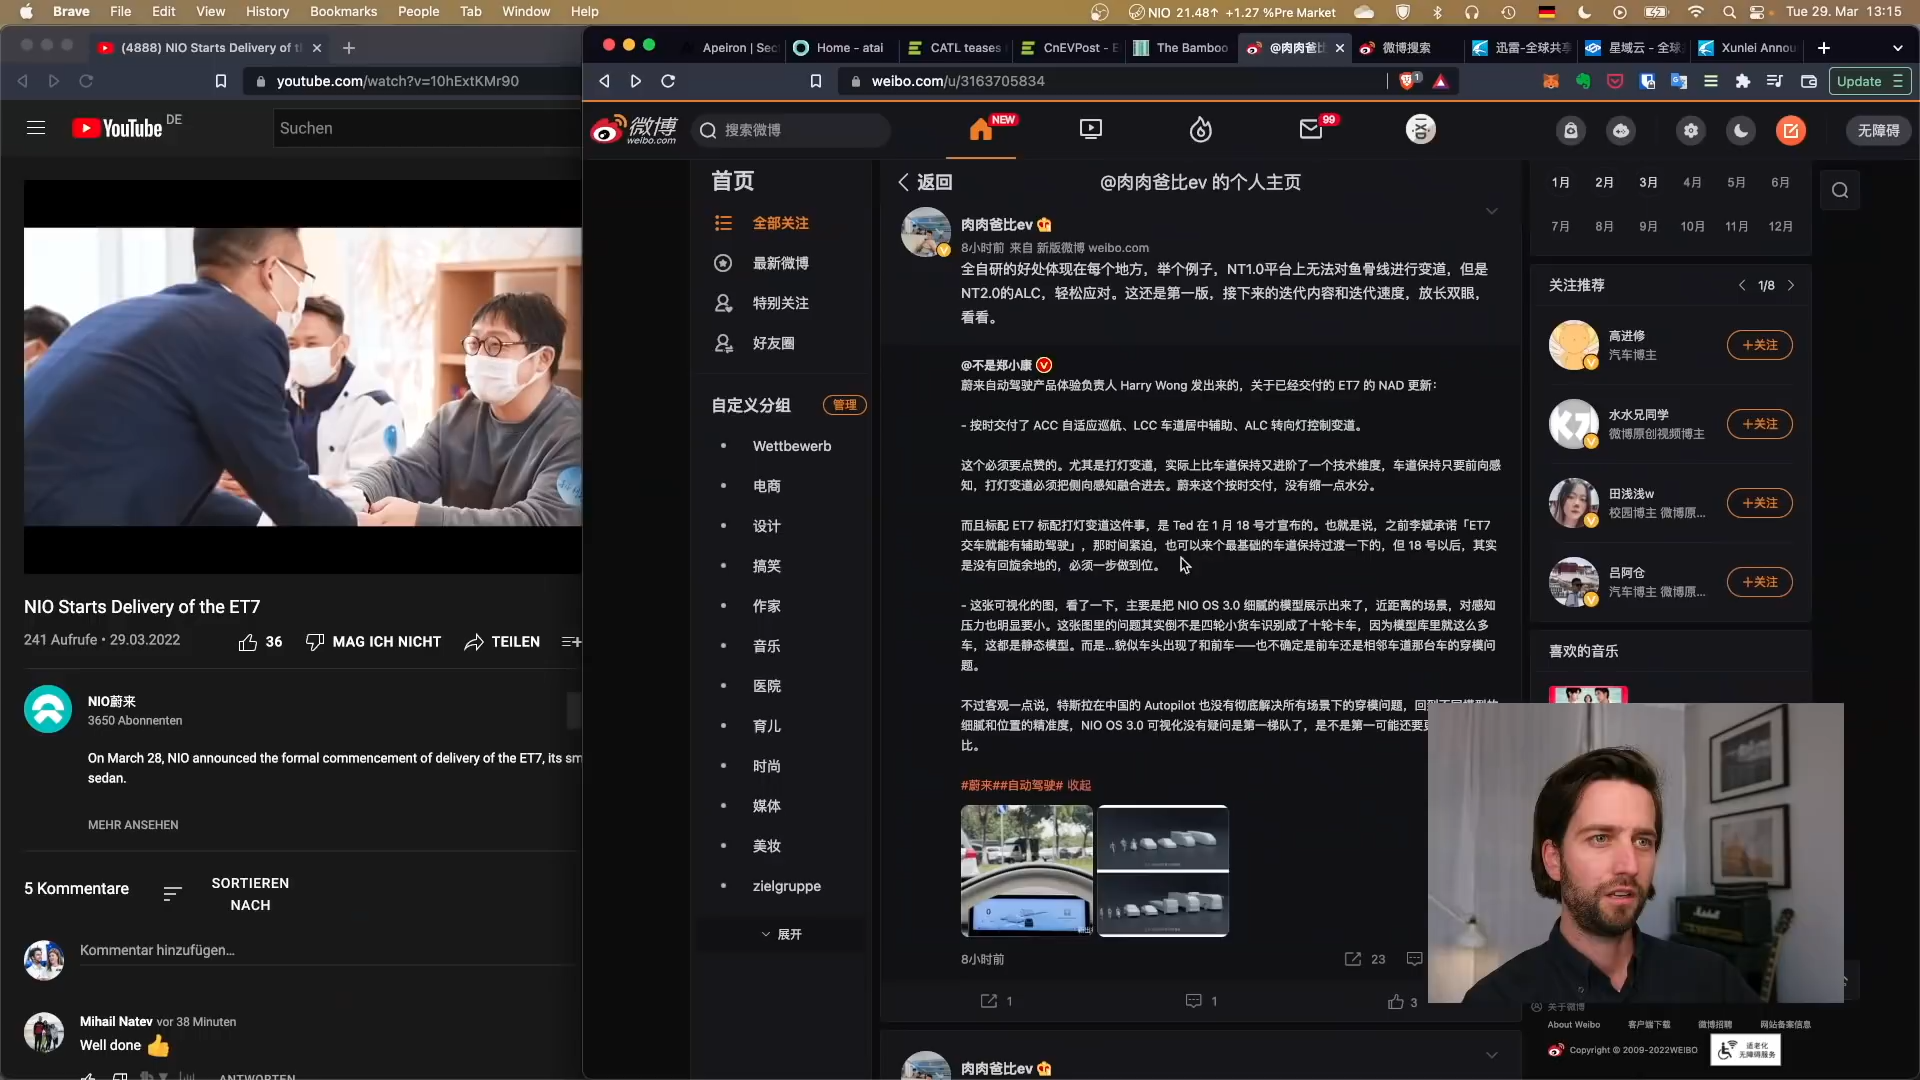 Brave File Edit View History Bookmarks People Tab Window Help
NIO 21.48↑ +1.27 %Pre Market
Tue 29. Mar 13:15
(4888) NIO Starts Delivery of t
Apeiron | Sec
Home - atai
CATL teases
CnEVPost - E
The Bamboo
@肉肉爸比
微博搜索
迅雷-全球共享
星域云 - 全球
Xunlei Annou
youtube.com/watch?v=10hExtKMr90
weibo.com/u/3163705834
Update
YouTube DE
Suchen
微博
weibo.com
搜索微博
NEW
99
无障碍
首页
全部关注
最新微博
特别关注
好友圈
自定义分组
管理
Wettbewerb
电商
设计
搞笑
作家
音乐
医院
育儿
时尚
媒体
美妆
zielgruppe
展开
返回
@肉肉爸比ev 的个人主页
肉肉爸比ev
8小时前 来自 新版微博 weibo.com
全自研的好处体现在每个地方，举个例子，NT1.0平台上无法对鱼骨线进行变道，但是
NT2.0的ALC，轻松应对。这还是第一版，接下来的迭代内容和迭代速度，放长双眼，
看看。
@不是郑小康
蔚来自动驾驶产品体验负责人 Harry Wong 发出来的，关于已经交付的 ET7 的 NAD 更新：
- 按时交付了 ACC 自适应巡航、LCC 车道居中辅助、ALC 转向灯控制变道。
这个必须要点赞的。尤其是打灯变道，实际上比车道保持又进阶了一个技术维度，车道保持只要前向感
知，打灯变道必须把侧向感知融合进去。蔚来这个按时交付，没有缩一点水分。
而且标配 ET7 标配打灯变道这件事，是 Ted 在 1 月 18 号才宣布的。也就是说，之前李斌承诺「ET7
交车就能有辅助驾驶」，那时间紧迫，也可以来个最基础的车道保持过渡一下的，但 18 号以后，其实
是没有回旋余地的，必须一步做到位。
- 这张可视化的图，看了一下，主要是把 NIO OS 3.0 细腻的模型展示出来了，近距离的场景，对感知
压力也明显要小。这张图里的问题其实倒不是四轮小货车识别成了十轮卡车，因为模型库里就这么多
车，这都是静态模型。而是...貌似车头出现了和前车——也不确定是前车还是相邻车道那台车的穿模问
题。
不过客观一点说，特斯拉在中国的 Autopilot 也没有彻底解决所有场景下的穿模问题，回到
细腻和位置的精准度，NIO OS 3.0 可视化没有疑问是第一梯队了，是不是第一可能还要
比。
#蔚来##自动驾驶# 收起
8小时前
23
1
1
3
肉肉爸比ev
1月 2月 3月 4月 5月 6月
7月 8月 9月 10月 11月 12月
关注推荐
1/8
高进修
汽车博主
+关注
水水兄同学
微博原创视频博主
+关注
田浅浅w
校园博主 微博原...
+关注
吕阿仓
汽车博主 微博原...
+关注
喜欢的音乐
关于微博
About Weibo 客户端下载 微博招聘 网站备案信息
Copyright © 2009-2022WEIBO
适老化
无障碍服务
NIO Starts Delivery of the ET7
241 Aufrufe • 29.03.2022
36
MAG ICH NICHT
TEILEN
NIO蔚来
3650 Abonnenten
On March 28, NIO announced the formal commencement of delivery of the ET7, its sm
sedan.
MEHR ANSEHEN
5 Kommentare
SORTIEREN
NACH
Kommentar hinzufügen...
Mihail Natev vor 38 Minuten
Well done 👍
ANTWORTEN